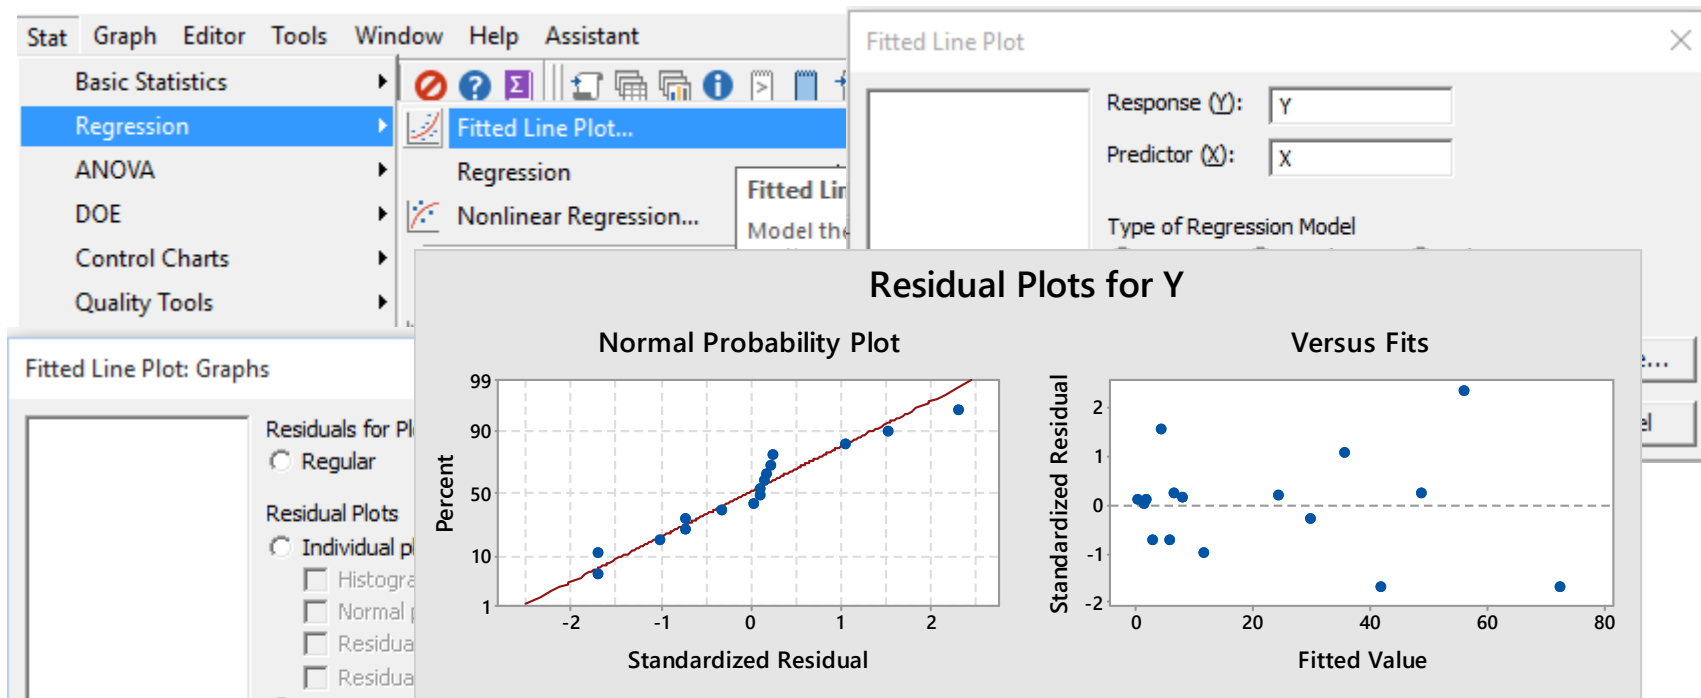 Stat Graph Editor Tools Window Help Assistant
Basic Statistics
Regression
ANOVA
DOE
Control Charts
Quality Tools
Fitted Line Plot...
Regression
Nonlinear Regression...
Fitted Lin
Model the
Fitted Line Plot
Response (Y): Y
Predictor (X): X
Type of Regression Model
Fitted Line Plot: Graphs
Residuals for Pl
Regular
Residual Plots
Individual pl
Histogra
Normal p
Residua
Residua
Residual Plots for Y
Normal Probability Plot
Percent
99
90
50
10
1
-2 -1 0 1 2
Standardized Residual
Versus Fits
Standardized Residual
2
1
0
-1
-2
0 20 40 60 80
Fitted Value